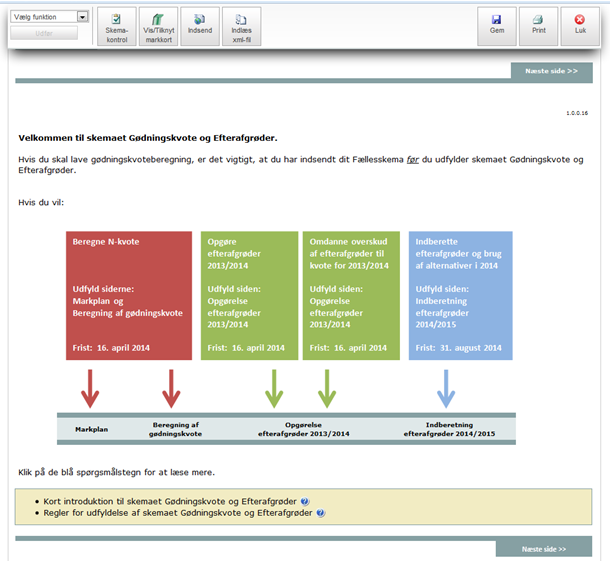 Vælg funktion
Udfør
Skema-
kontrol
Vis/Tilknyt
markkort
Indsend
Indlæs
xml-fil
Gem
Print
Luk
Næste side >>
1.0.0.16
Velkommen til skemaet Gødningskvote og Efterafgrøder.
Hvis du skal lave gødningskvoteberegning, er det vigtigt, at du har indsendt dit Fællesskema før du udfylder skemaet Gødningskvote og
Efterafgrøder.
Hvis du vil:
Beregne N-kvote
Udfyld siderne:
Markplan og
Beregning af gødningskvote
Frist: 16. april 2014
Opgøre
efterafgrøder
2013/2014
Udfyld siden:
Opgørelse
efterafgrøder
2013/2014
Frist: 16. april 2014
Omdanne overskud
af efterafgrøder til
kvote for 2013/2014
Udfyld siden:
Opgørelse
efterafgrøder
2013/2014
Frist: 16. april 2014
Indberette
efterafgrøder og brug
af alternativer i 2014
Udfyld siden:
Indberetning
efterafgrøder
2014/2015
Frist: 31. august 2014
Markplan
Beregning af
gødningskvote
Opgørelse
efterafgrøder 2013/2014
Indberetning
efterafgrøder 2014/2015
Klik på de blå spørgsmålstegn for at læse mere.
• Kort introduktion til skemaet Gødningskvote og Efterafgrøder ?
• Regler for udfyldelse af skemaet Gødningskvote og Efterafgrøder ?
Næste side >>